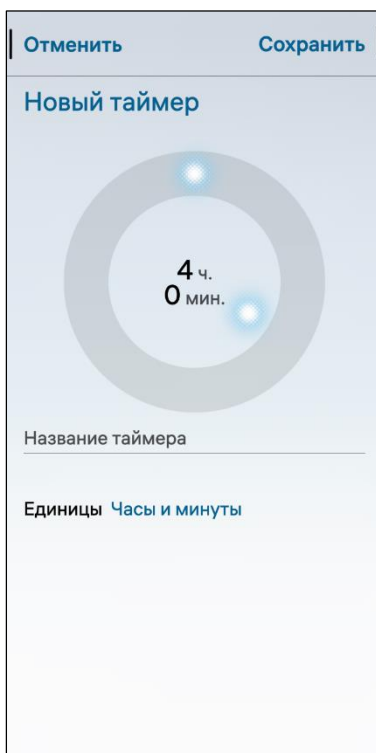 Отменить Сохранить
Новый таймер
4 ч.
0 мин.
Название таймера
Единицы Часы и минуты